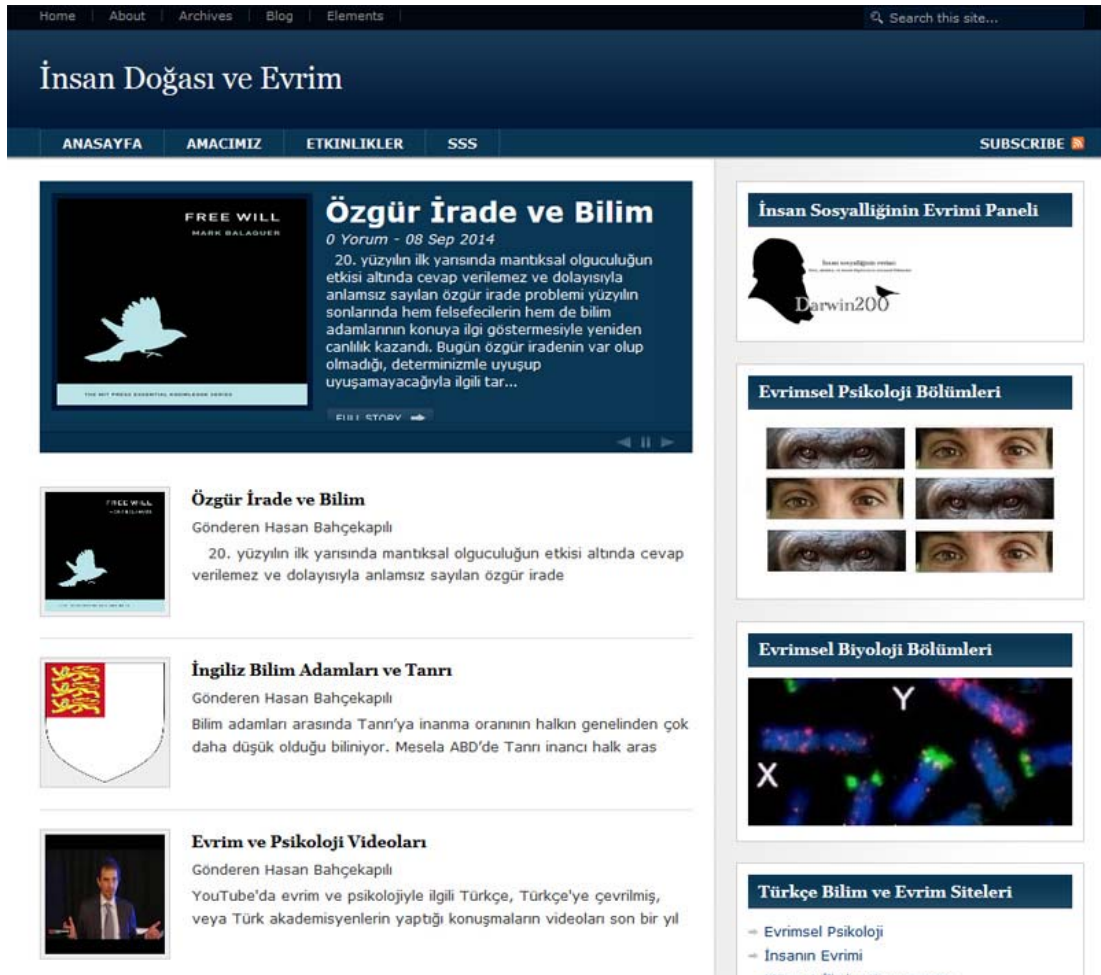 Home About Archives Blog Elements
Search this site...
İnsan Doğası ve Evrim
ANASAYFA AMACIMIZ ETKINLIKLER SSS
SUBSCRIBE
FREE WILL
MARK BALAGUER
THE MIT PRESS ESSENTIAL KNOWLEDGE SERIES
Özgür İrade ve Bilim
0 Yorum - 08 Sep 2014
20. yüzyılın ilk yarısında mantıksal olguculuğun
etkisi altında cevap verilemez ve dolayısıyla
anlamsız sayılan özgür irade problemi yüzyılın
sonlarında hem felsefecilerin hem de bilim
adamlarının konuya ilgi göstermesiyle yeniden
canlılık kazandı. Bugün özgür iradenin var olup
olmadığı, determinizmle uyuşup
uyuşamayacağıyla ilgili tar...
FULL STORY
FREE WILL
Özgür İrade ve Bilim
Gönderen Hasan Bahçekapılı
20. yüzyılın ilk yarısında mantıksal olguculuğun etkisi altında cevap
verilemez ve dolayısıyla anlamsız sayılan özgür irade
İngiliz Bilim Adamları ve Tanrı
Gönderen Hasan Bahçekapılı
Bilim adamları arasında Tanrı’ya inanma oranının halkın genelinden çok
daha düşük olduğu biliniyor. Mesela ABD’de Tanrı inancı halk aras
Evrim ve Psikoloji Videoları
Gönderen Hasan Bahçekapılı
YouTube'da evrim ve psikolojiyle ilgili Türkçe, Türkçe'ye çevrilmiş,
veya Türk akademisyenlerin yaptığı konuşmaların videoları son bir yıl
İnsan Sosyalliğinin Evrimi Paneli
İnsan sosyalliğinin evrimi
Darwin200
Evrimsel Psikoloji Bölümleri
Evrimsel Biyoloji Bölümleri
Y
X
Türkçe Bilim ve Evrim Siteleri
Evrimsel Psikoloji
İnsanın Evrimi